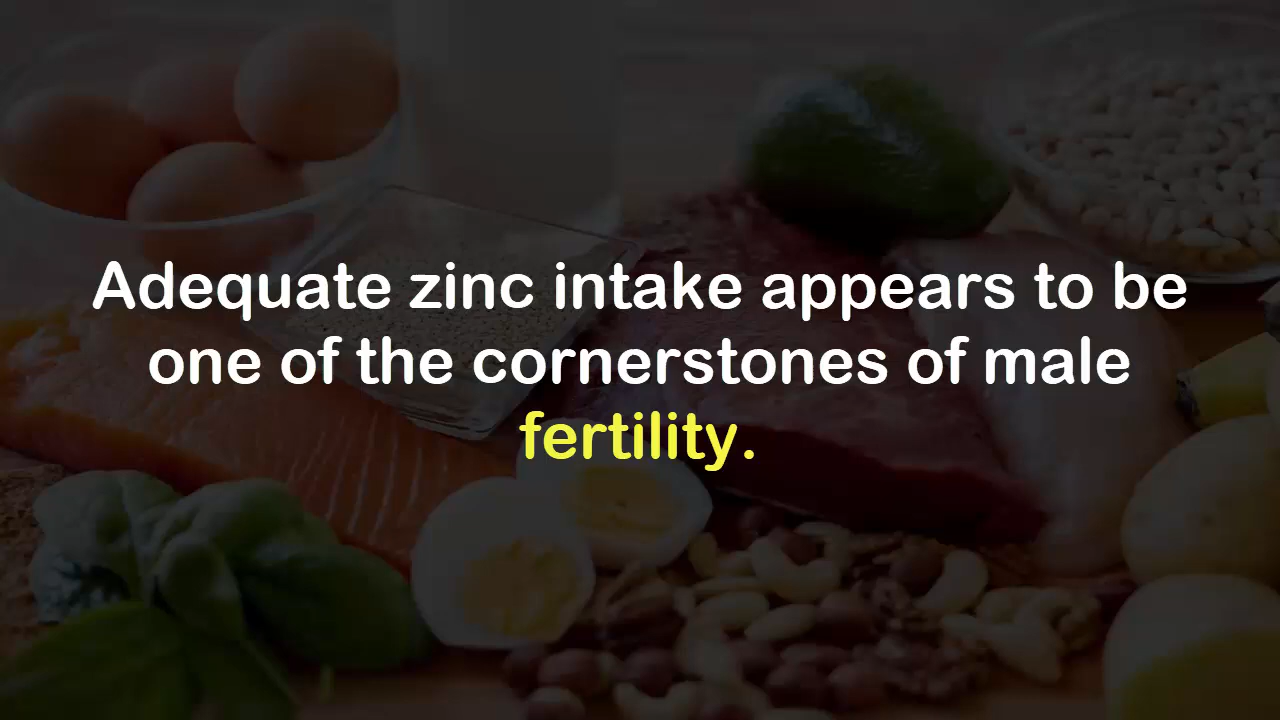 Adequate zinc intake appears to be
one of the cornerstones of male
fertility.